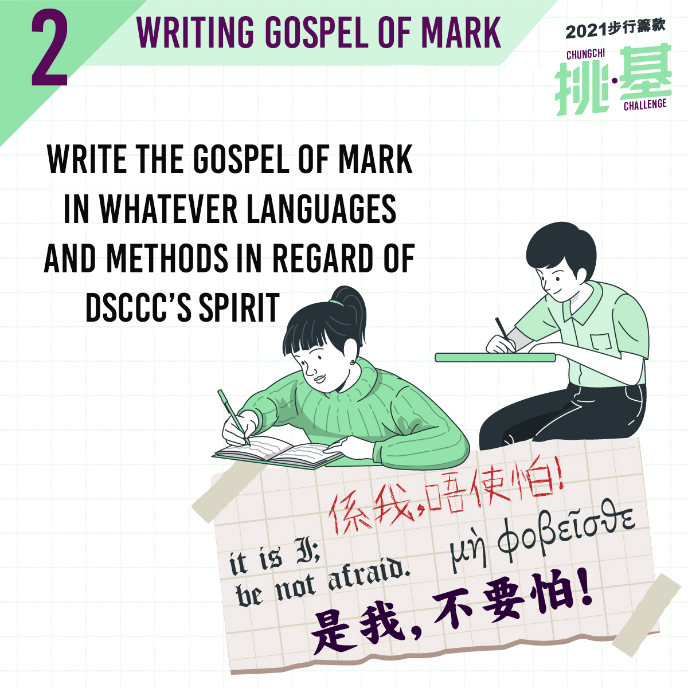 2
WRITING GOSPEL OF MARK
2021步行籌款
CHUNGCHI
挑·基
CHALLENGE
WRITE THE GOSPEL OF MARK
IN WHATEVER LANGUAGES
AND METHODS IN REGARD OF
DSCCC'S SPIRIT
係我,唔使怕!
it is I;
be not afraid.
μὴ φοβεῖσθε
是我,不要怕!